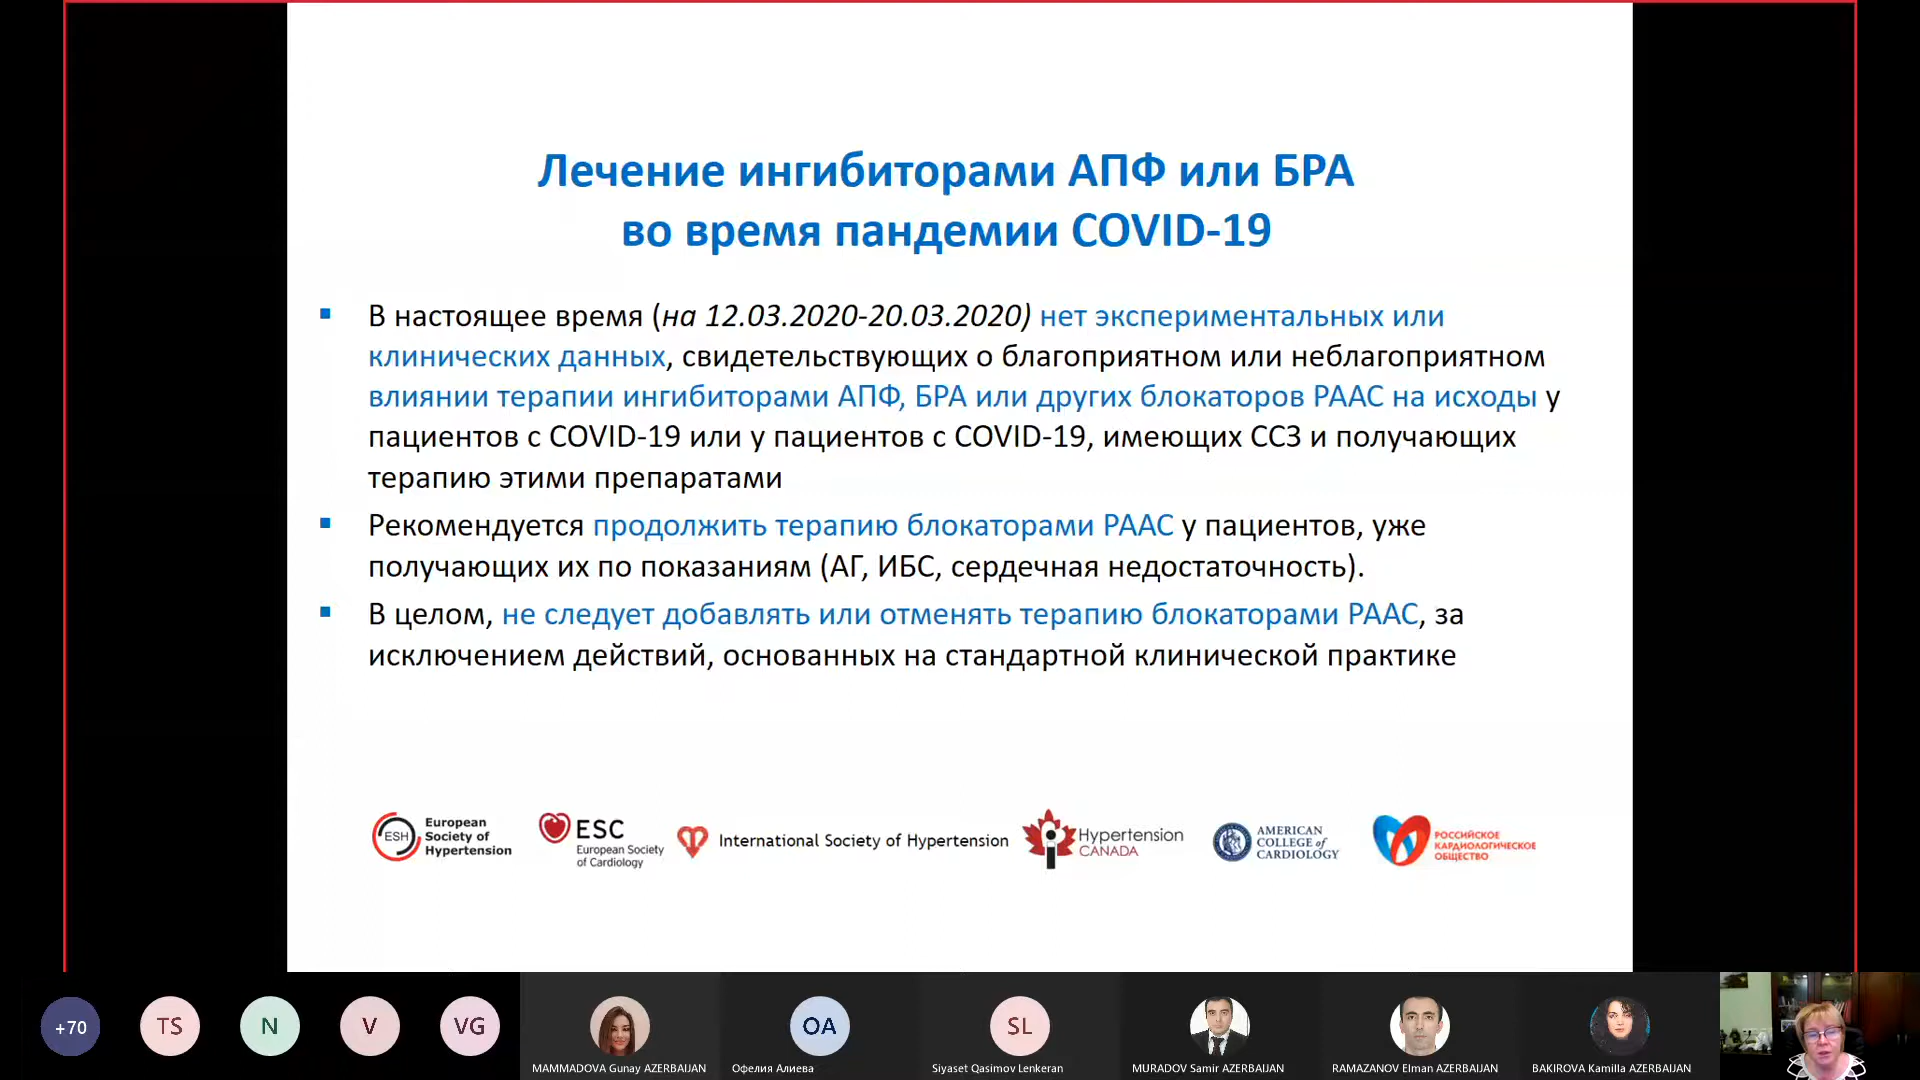 Лечение ингибиторами АПФ или БРА
во время пандемии COVID-19
▪ В настоящее время (на 12.03.2020-20.03.2020) нет экспериментальных или
клинических данных, свидетельствующих о благоприятном или неблагоприятном
влиянии терапии ингибиторами АПФ, БРА или других блокаторов РААС на исходы у
пациентов с COVID-19 или у пациентов с COVID-19, имеющих ССЗ и получающих
терапию этими препаратами
▪ Рекомендуется продолжить терапию блокаторами РААС у пациентов, уже
получающих их по показаниям (АГ, ИБС, сердечная недостаточность).
▪ В целом, не следует добавлять или отменять терапию блокаторами РААС, за
исключением действий, основанных на стандартной клинической практике
ESH
European
Society of
Hypertension
ESC
European Society
of Cardiology
International Society of Hypertension
Hypertension
CANADA
AMERICAN
COLLEGE of
CARDIOLOGY
РОССИЙСКОЕ
КАРДИОЛОГИЧЕСКОЕ
ОБЩЕСТВО
+70
TS
N
V
VG
MAMMADOVA Gunay AZERBAIJAN
OA
Офелия Алиева
SL
Siyaset Qasimov Lenkeran
MURADOV Samir AZERBAIJAN
RAMAZANOV Elman AZERBAIJAN
BAKIROVA Kamilla AZERBAIJAN